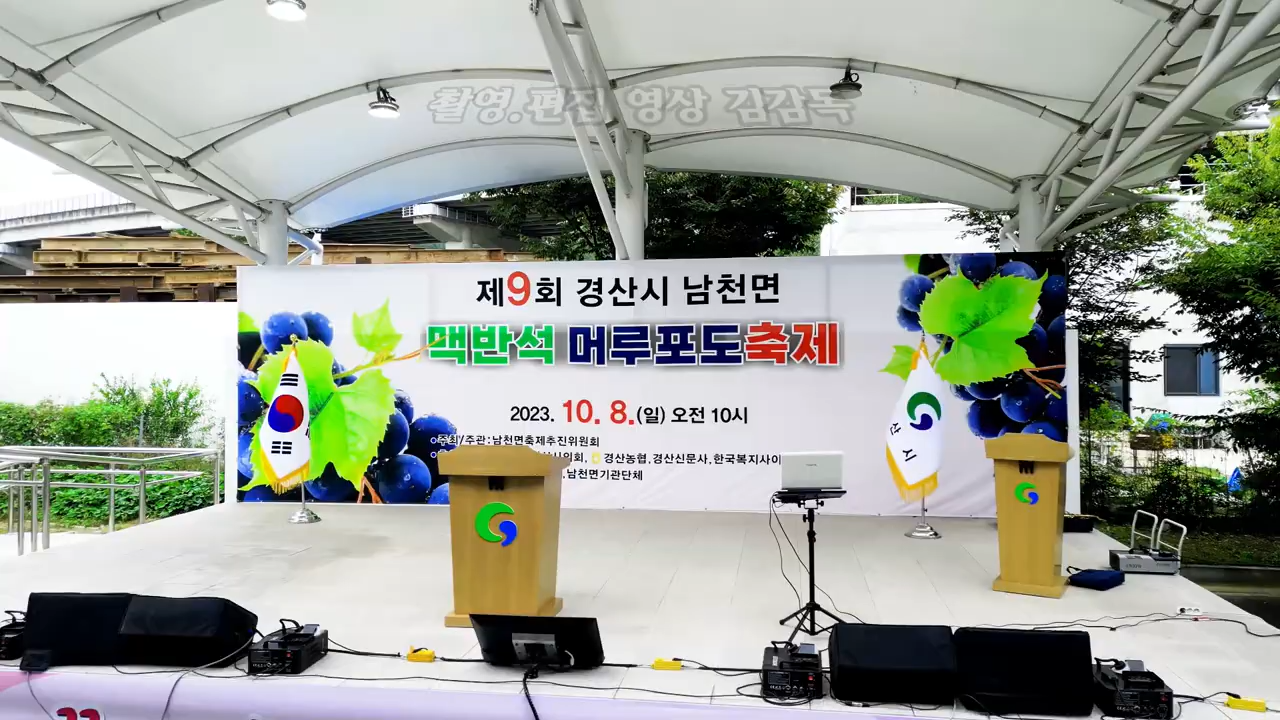 촬영.편집 영상 김감독
제9회 경산시 남천면
맥반석 머루포도축제
2023. 10. 8.(일) 오전 10시
주최/주관:남천면축제추진위원회
경산농협,경산신문사,한국복지사이
,남천면기관단체
산시